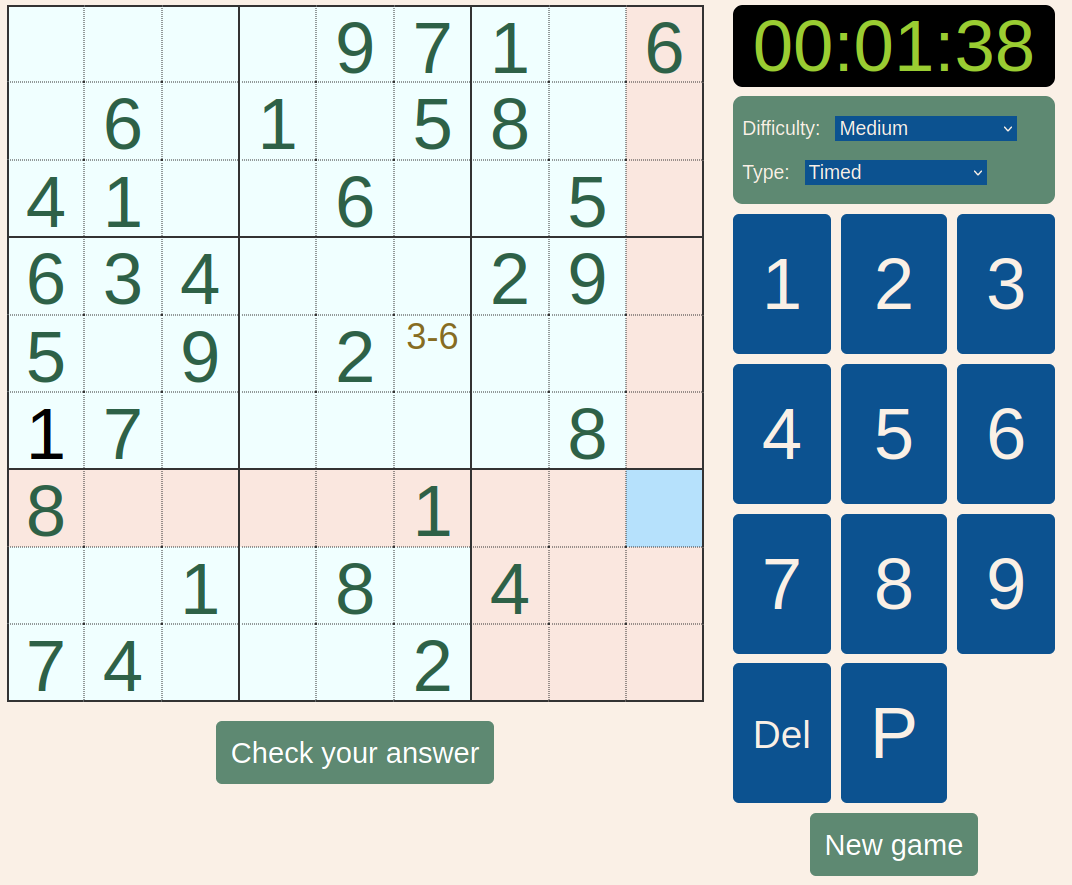 9 7 1 6
6 1 5 8
4 1 6 5
6 3 4 2 9
5 9 2 3-6
1 7 8
8 1
1 8 4
7 4 2
Check your answer
00:01:38
Difficulty: Medium
Type: Timed
1 2 3
4 5 6
7 8 9
Del P
New game